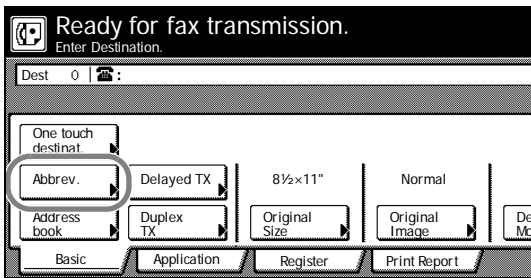 Ready for fax transmission.
Enter Destination.
Dest 0 :
One touch
destinat.
Abbrev.
Delayed TX
8½×11"
Normal
Address
book
Duplex
TX
Original
Size
Original
Image
Basic
Application
Register
Print Report